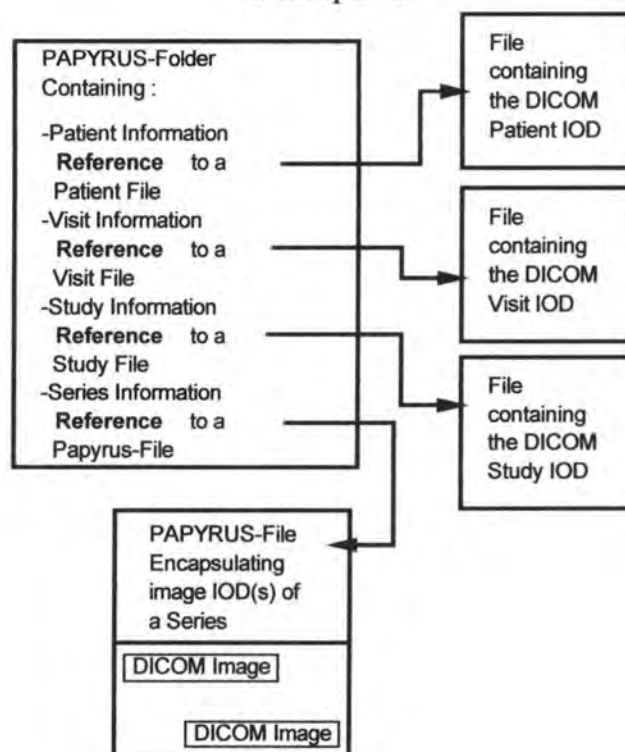 PAPYRUS-Folder
Containing :
-Patient Information
Reference to a
Patient File
-Visit Information
Reference to a
Visit File
-Study Information
Reference to a
Study File
-Series Information
Reference to a
Papyrus-File
File
containing
the DICOM
Patient IOD
File
containing
the DICOM
Visit IOD
File
containing
the DICOM
Study IOD
PAPYRUS-File
Encapsulating
image IOD(s) of
a Series
DICOM Image
DICOM Image